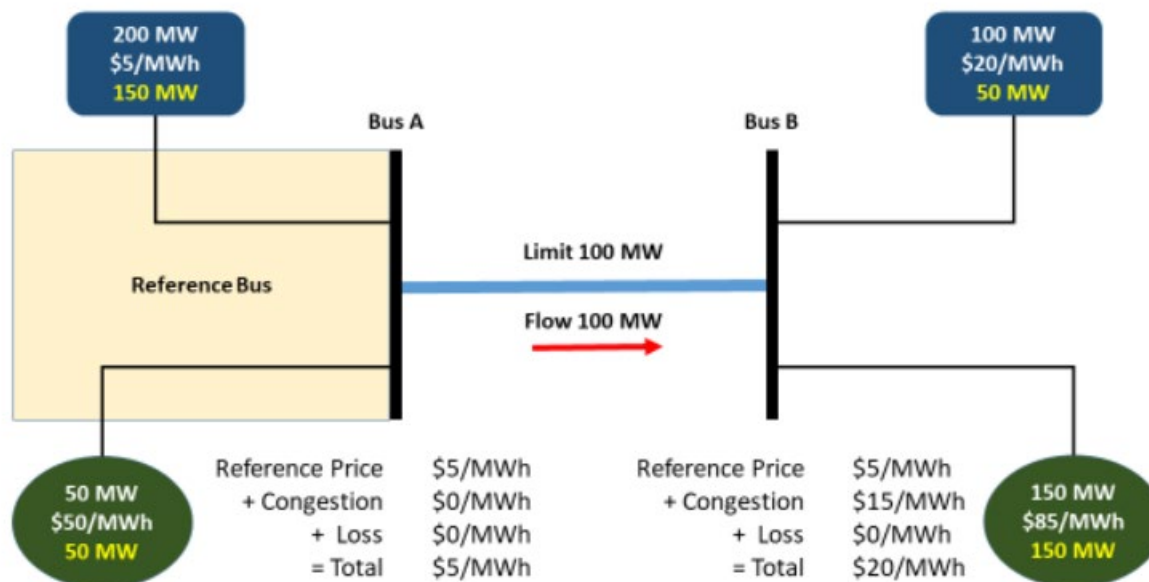 200 MW
$5/MWh
150 MW
100 MW
$20/MWh
50 MW
Bus A
Bus B
Limit 100 MW
Reference Bus
Flow 100 MW
50 MW
$50/MWh
50 MW
Reference Price $5/MWh
+ Congestion $0/MWh
+ Loss $0/MWh
= Total $5/MWh
Reference Price $5/MWh
+ Congestion $15/MWh
+ Loss $0/MWh
= Total $20/MWh
150 MW
$85/MWh
150 MW